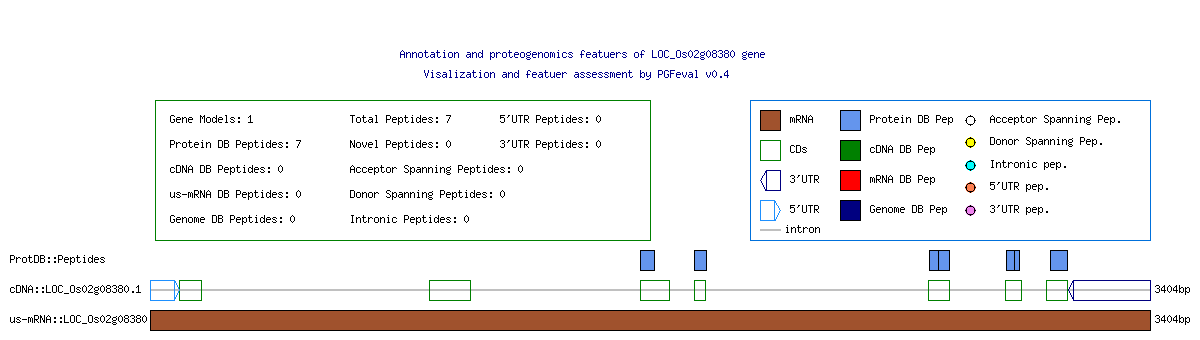 Annotation and proteogenomics featuers of LOC_Os02g08380 gene
Visalization and featuer assessment by PGFeval v0.4
Gene Models: 1 Total Peptides: 7 5'UTR Peptides: 0
Protein DB Peptides: 7 Novel Peptides: 0 3'UTR Peptides: 0
cDNA DB Peptides: 0 Acceptor Spanning Peptides: 0
us-mRNA DB Peptides: 0 Donor Spanning Peptides: 0
Genome DB Peptides: 0 Intronic Peptides: 0
mRNA Protein DB Pep Acceptor Spanning Pep.
CDs cDNA DB Pep Donor Spanning Pep.
3'UTR mRNA DB Pep Intronic pep.
5'UTR Genome DB Pep 5'UTR pep.
intron 3'UTR pep.
ProtDB::Peptides
cDNA::LOC_Os02g08380.1 3404bp
us-mRNA::LOC_Os02g08380 3404bp